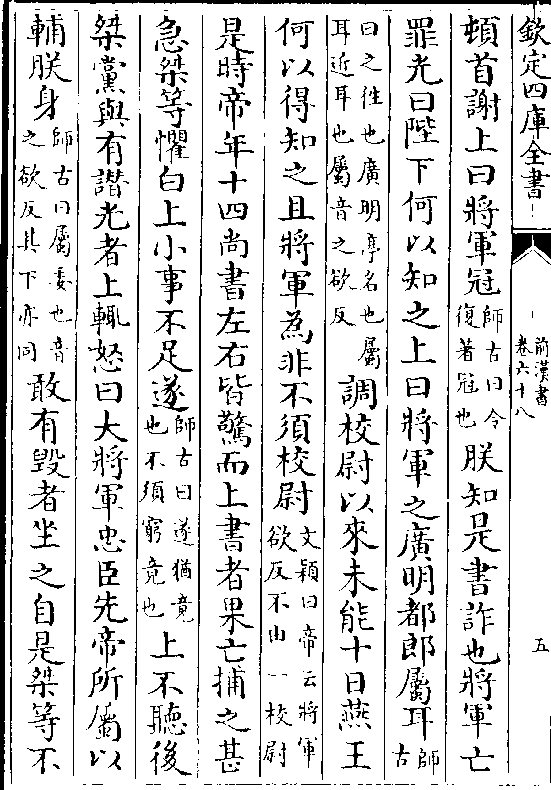 欽定四庫全書
前漢書
卷六十八
五
頓首謝上曰將軍冠師古曰令復著冠也朕知是書詐也將軍亡
罪光曰陛下何以知之上曰將軍之廣明都郎屬耳師古
曰之徃也廣明亭名也屬耳近耳也屬音之欲反調校尉以來未能十日燕王
何以得知之且將軍為非不須校尉文穎曰帝云將軍欲反不由一校尉
是時帝年十四尚書左右皆驚而上書者果亡捕之甚
急桀等懼白上小事不足遂師古曰遂猶竟也不須窮竟也上不聽後
桀黨與有譛光者上輒怒曰大將軍忠臣先帝所屬以
輔朕身師古曰屬委也音之欲反其下亦同敢有毀者坐之自是桀等不